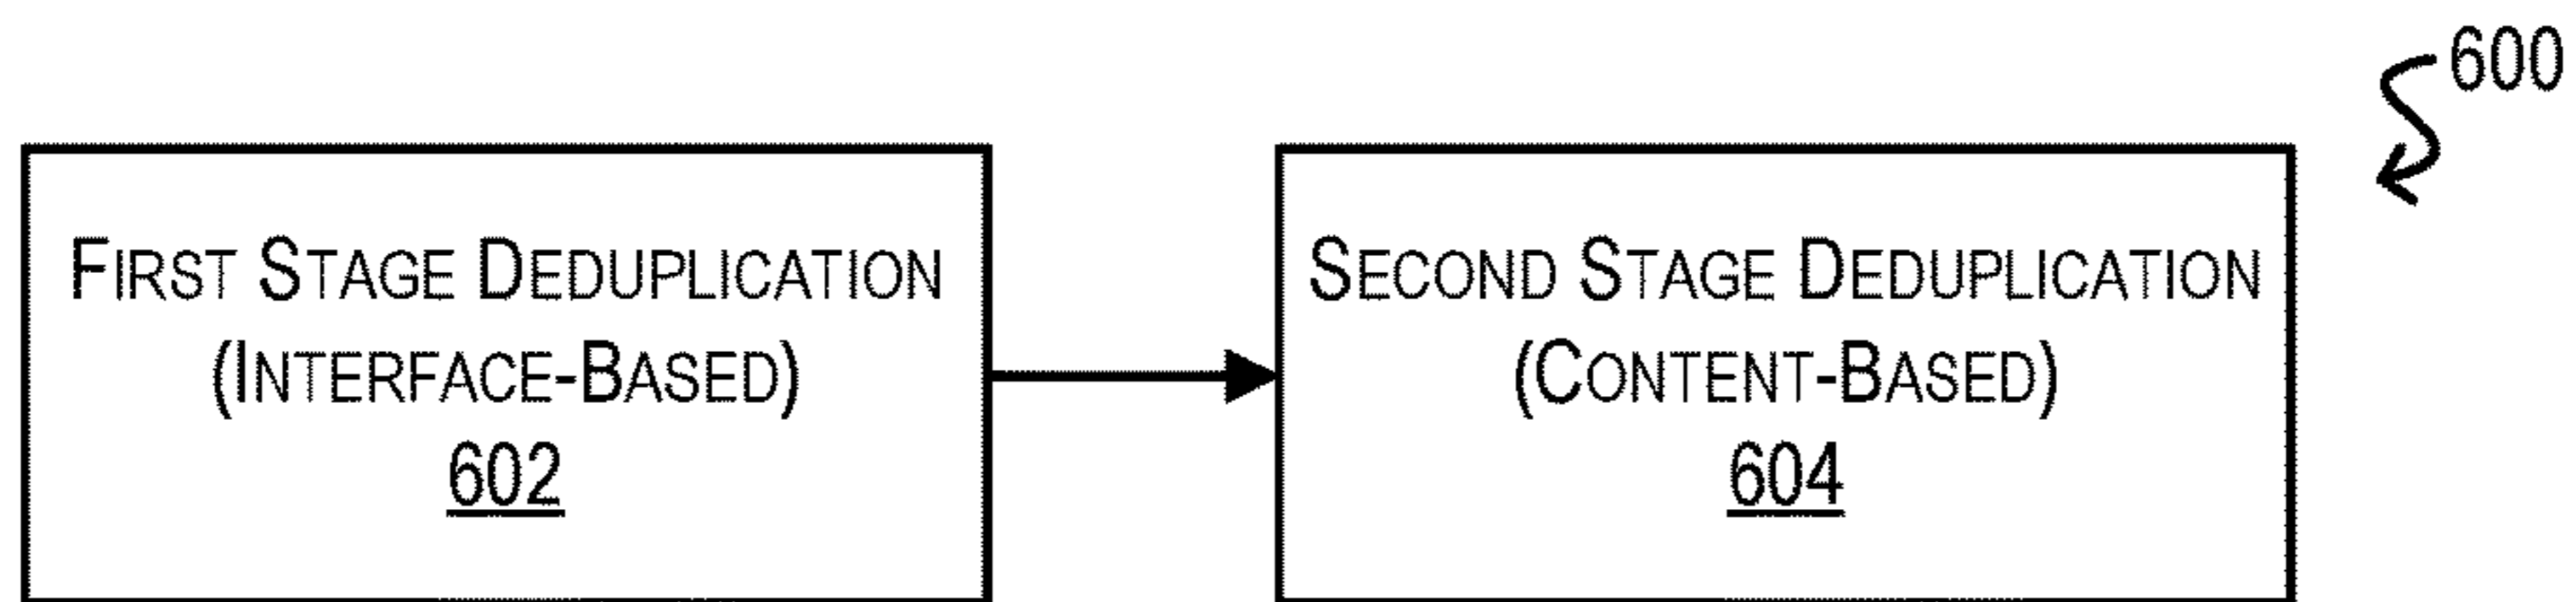 600
FIRST STAGE DEDUPLICATION
(INTERFACE-BASED)
602
SECOND STAGE DEDUPLICATION
(CONTENT-BASED)
604